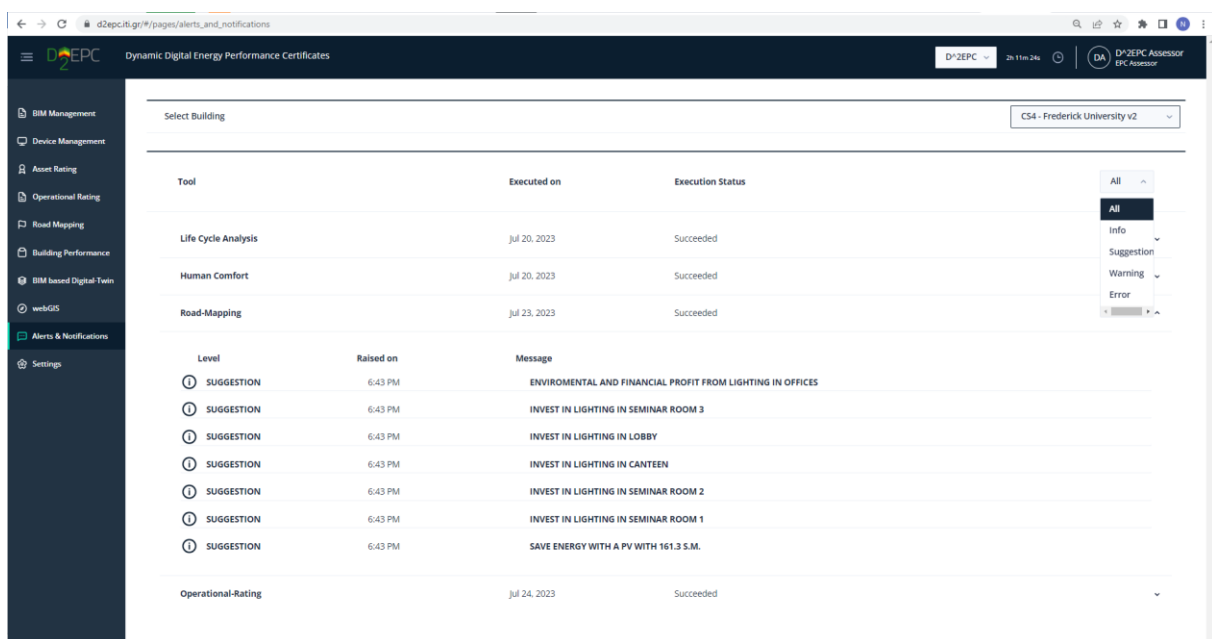 d2epc.iti.gr/#/pages/alerts_and_notifications
N
D2EPC
Dynamic Digital Energy Performance Certificates
D^2EPC
2h 11m 24s
DA
D^2EPC Assessor
EPC Assessor
BIM Management
Device Management
Asset Rating
Operational Rating
Road Mapping
Building Performance
BIM based Digital-Twin
webGIS
Alerts & Notifications
Settings
Select Building
CS4 - Frederick University v2
Tool Executed on Execution Status All
All
Info
Suggestion
Warning
Error
Life Cycle Analysis Jul 20, 2023 Succeeded
Human Comfort Jul 20, 2023 Succeeded
Road-Mapping Jul 23, 2023 Succeeded
Level Raised on Message
SUGGESTION 6:43 PM ENVIROMENTAL AND FINANCIAL PROFIT FROM LIGHTING IN OFFICES
SUGGESTION 6:43 PM INVEST IN LIGHTING IN SEMINAR ROOM 3
SUGGESTION 6:43 PM INVEST IN LIGHTING IN LOBBY
SUGGESTION 6:43 PM INVEST IN LIGHTING IN CANTEEN
SUGGESTION 6:43 PM INVEST IN LIGHTING IN SEMINAR ROOM 2
SUGGESTION 6:43 PM INVEST IN LIGHTING IN SEMINAR ROOM 1
SUGGESTION 6:43 PM SAVE ENERGY WITH A PV WITH 161.3 S.M.
Operational-Rating Jul 24, 2023 Succeeded